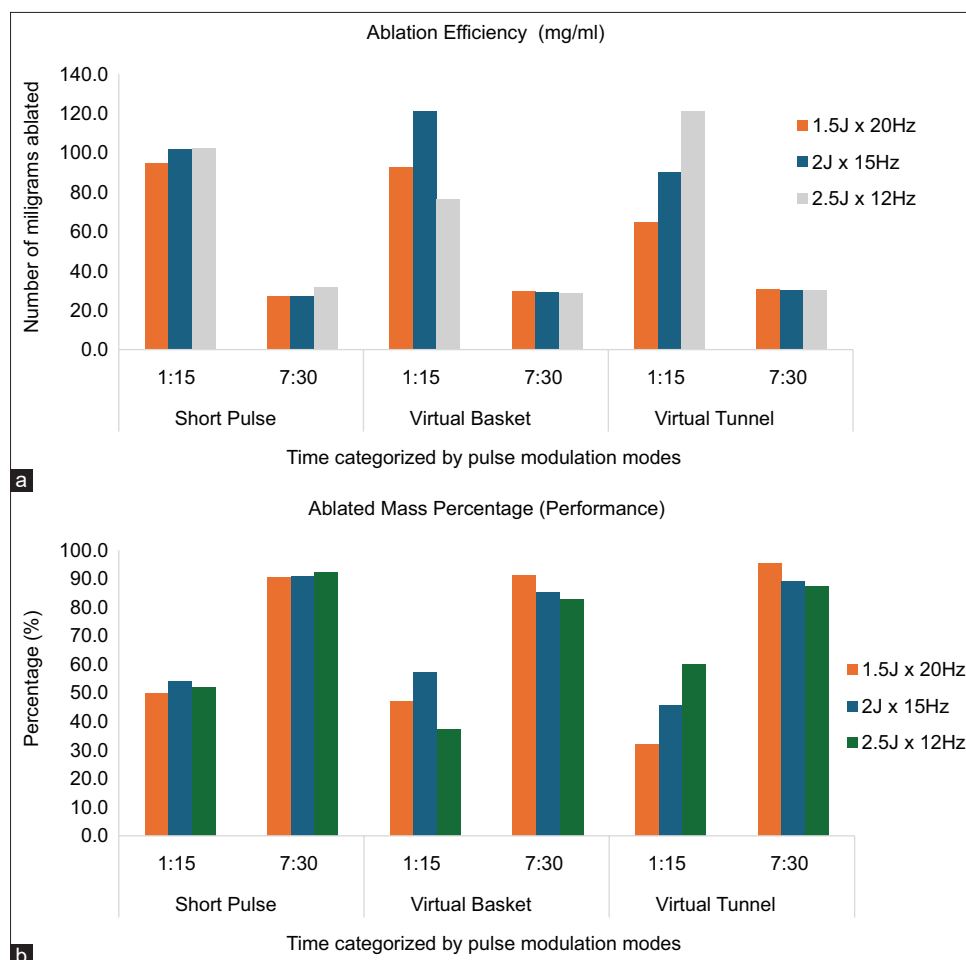 Ablation Efficiency (mg/ml)
Number of miligrams ablated
140.0
120.0
100.0
80.0
60.0
40.0
20.0
0.0
1.5J x 20Hz
2J x 15Hz
2.5J x 12Hz
1:15 7:30 1:15 7:30 1:15 7:30
Short Pulse Virtual Basket Virtual Tunnel
Time categorized by pulse modulation modes
a
Ablated Mass Percentage (Performance)
Percentage (%)
100.0
90.0
80.0
70.0
60.0
50.0
40.0
30.0
20.0
10.0
0.0
1.5J x 20Hz
2J x 15Hz
2.5J x 12Hz
1:15 7:30 1:15 7:30 1:15 7:30
Short Pulse Virtual Basket Virtual Tunnel
Time categorized by pulse modulation modes
b